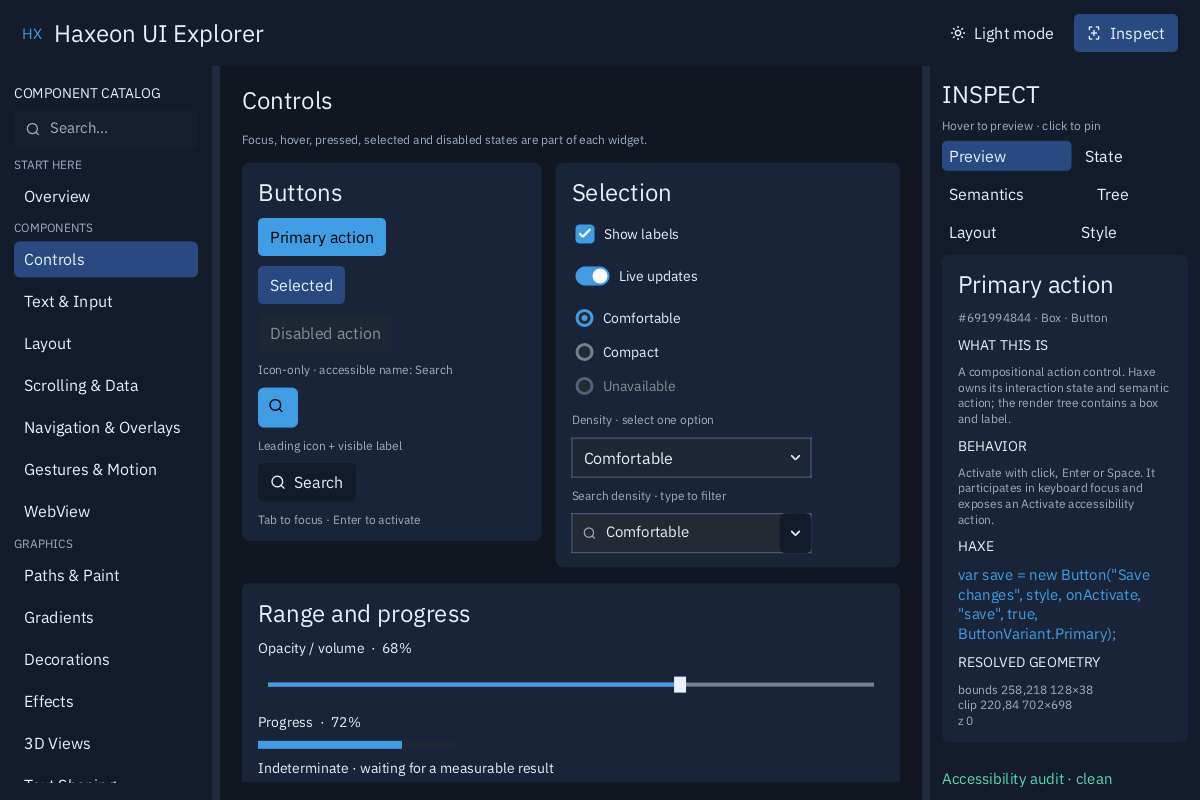 HX Haxeon UI Explorer
Light mode
Inspect
COMPONENT CATALOG
Search...
START HERE
Overview
COMPONENTS
Controls
Text & Input
Layout
Scrolling & Data
Navigation & Overlays
Gestures & Motion
WebView
GRAPHICS
Paths & Paint
Gradients
Decorations
Effects
3D Views
Controls
Focus, hover, pressed, selected and disabled states are part of each widget.
Buttons
Primary action
Selected
Disabled action
Icon-only · accessible name: Search
Leading icon + visible label
Search
Tab to focus · Enter to activate
Selection
Show labels
Live updates
Comfortable
Compact
Unavailable
Density · select one option
Comfortable
Search density · type to filter
Comfortable
Range and progress
Opacity / volume · 68%
Progress · 72%
Indeterminate · waiting for a measurable result
INSPECT
Hover to preview · click to pin
Preview State
Semantics Tree
Layout Style
Primary action
#691994844 · Box · Button
WHAT THIS IS
A compositional action control. Haxe
owns its interaction state and semantic
action; the render tree contains a box
and label.
BEHAVIOR
Activate with click, Enter or Space. It
participates in keyboard focus and
exposes an Activate accessibility
action.
HAXE
var save = new Button("Save
changes", style, onActivate,
"save", true,
ButtonVariant.Primary);
RESOLVED GEOMETRY
bounds 258,218 128×38
clip 220,84 702×698
z 0
Accessibility audit · clean